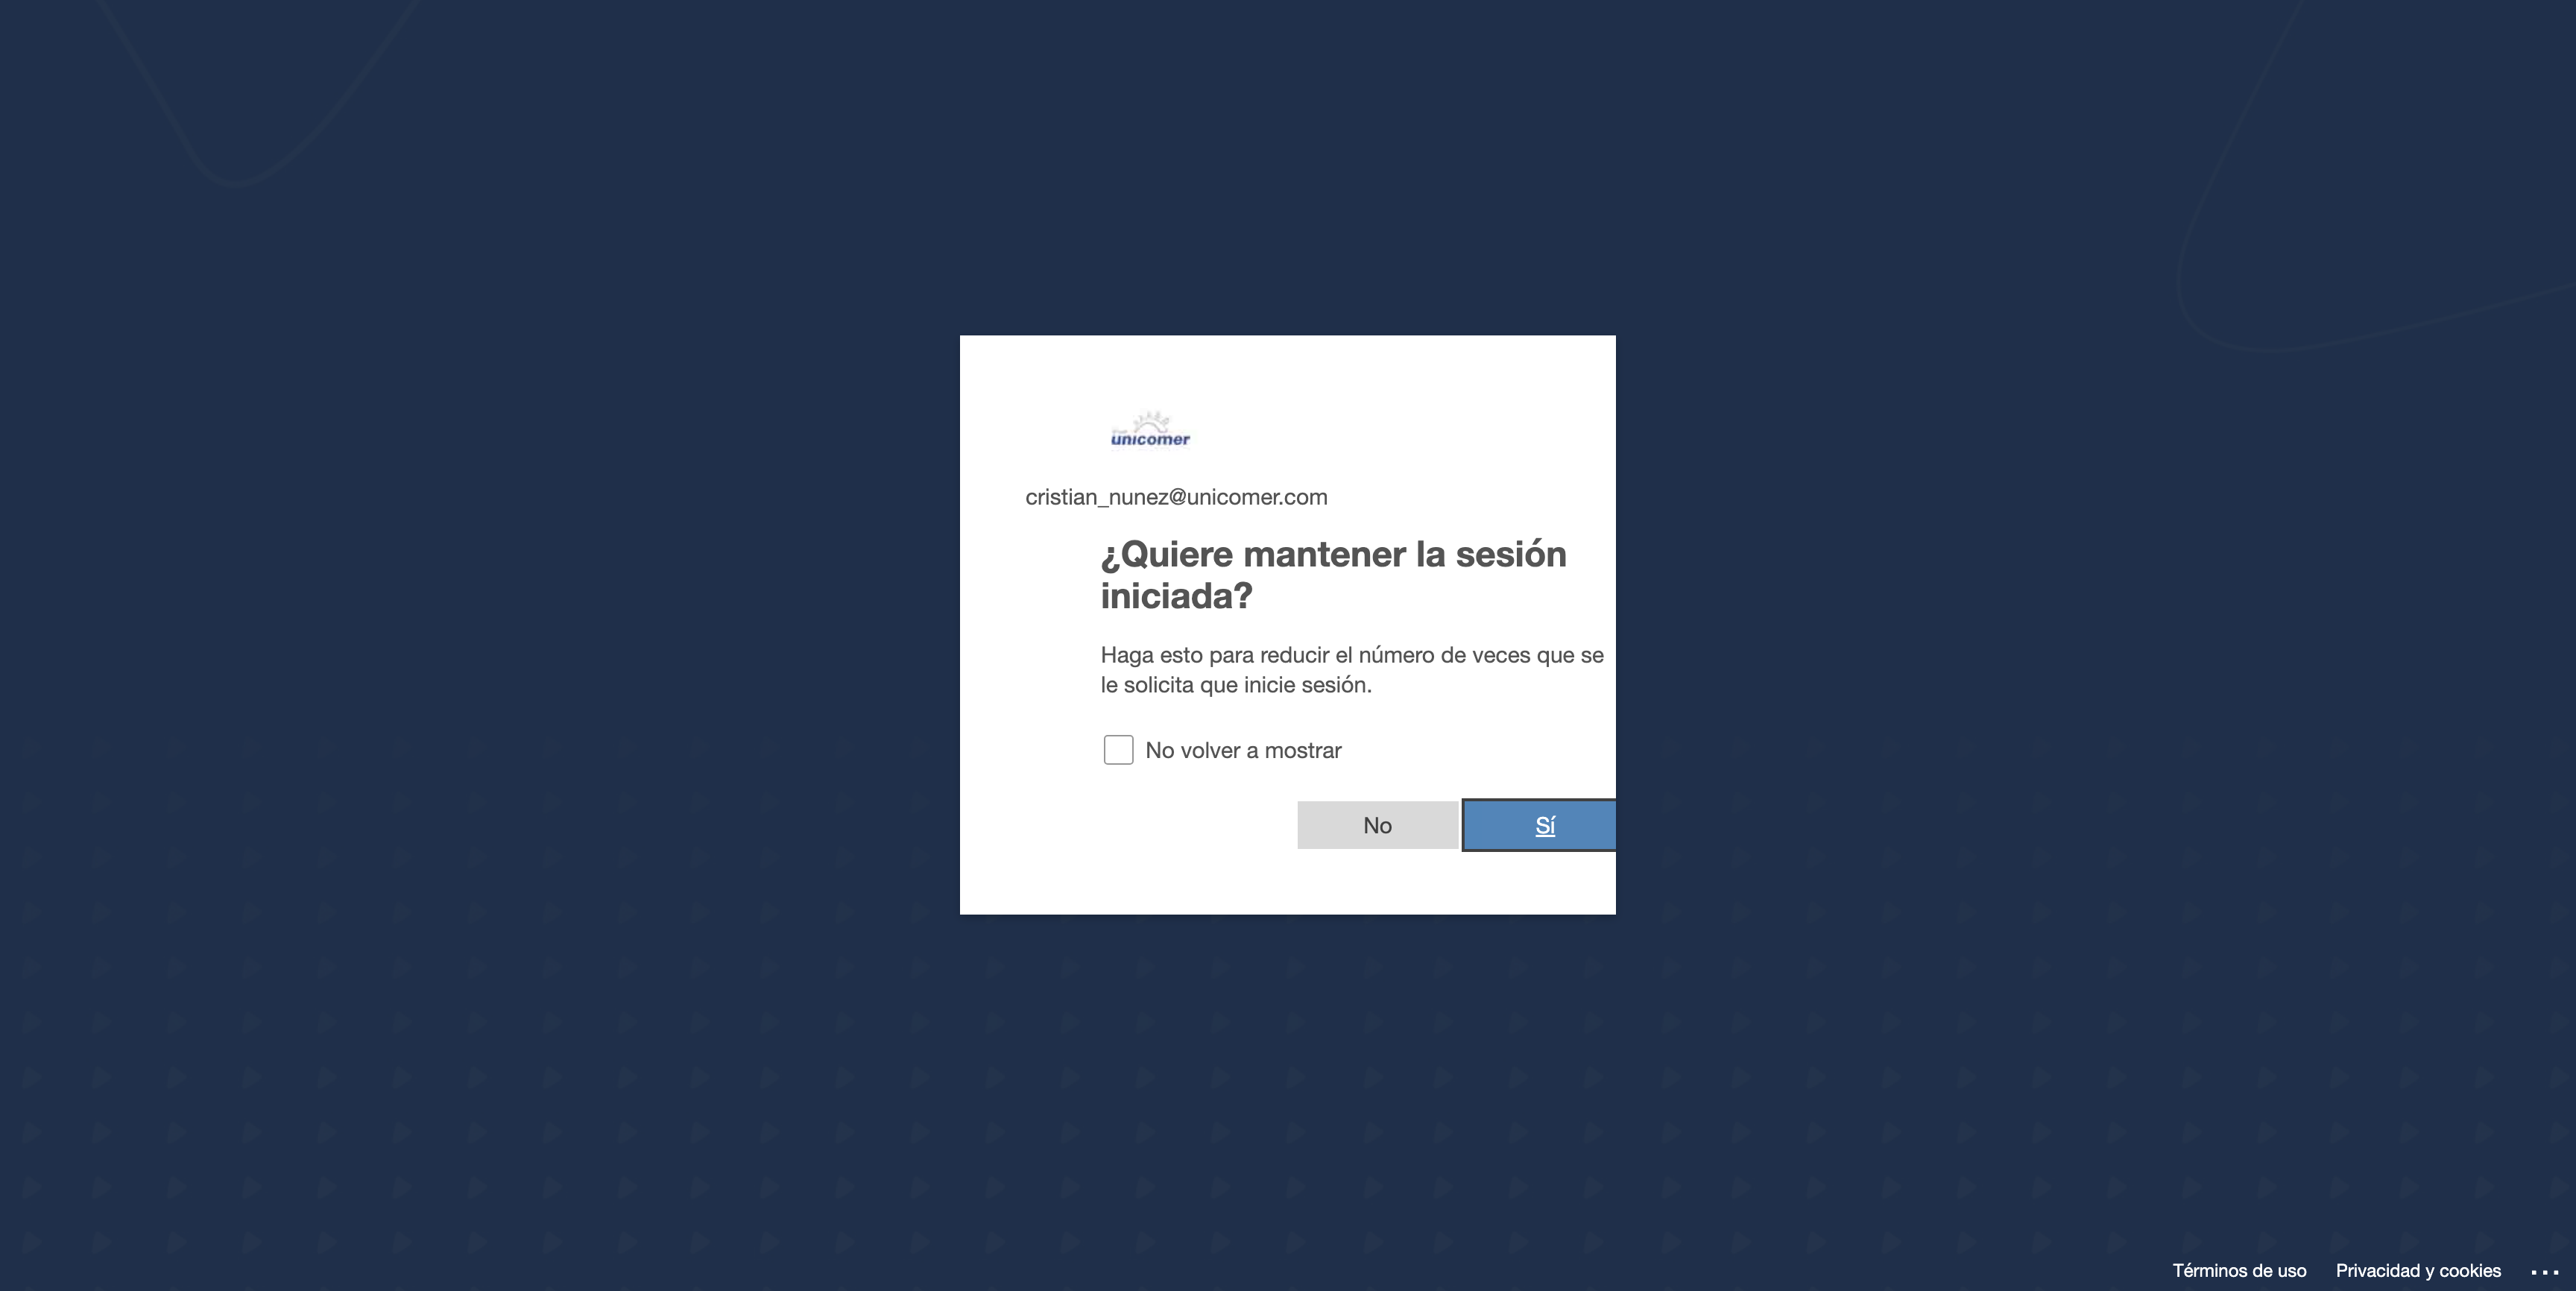 unicomer
cristian_nunez@unicomer.com
¿Quiere mantener la sesión
iniciada?
Haga esto para reducir el número de veces que se
le solicita que inicie sesión.
No volver a mostrar
No
Sí
Términos de uso
Privacidad y cookies